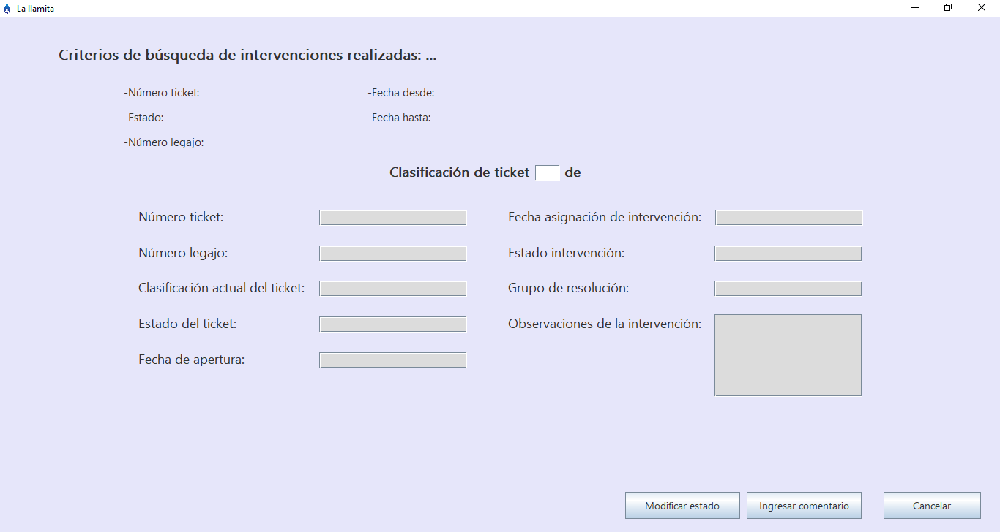 La llamita
Criterios de búsqueda de intervenciones realizadas: ...
-Número ticket:
-Fecha desde:
-Estado:
-Fecha hasta:
-Número legajo:
Clasificación de ticket de
Número ticket:
Fecha asignación de intervención:
Número legajo:
Estado intervención:
Clasificación actual del ticket:
Grupo de resolución:
Estado del ticket:
Observaciones de la intervención:
Fecha de apertura:
Modificar estado
Ingresar comentario
Cancelar